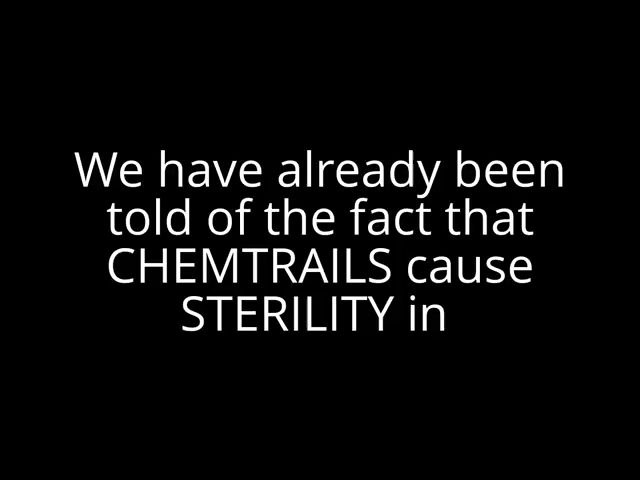 We have already been
told of the fact that
CHEMTRAILS cause
STERILITY in